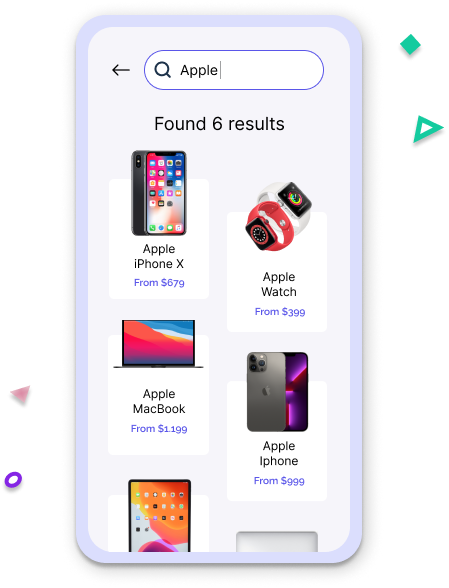 Apple
Found 6 results
Apple
iPhone X
From $679
Apple
Watch
From $399
Apple
MacBook
From $1.199
Apple
Iphone
From $999